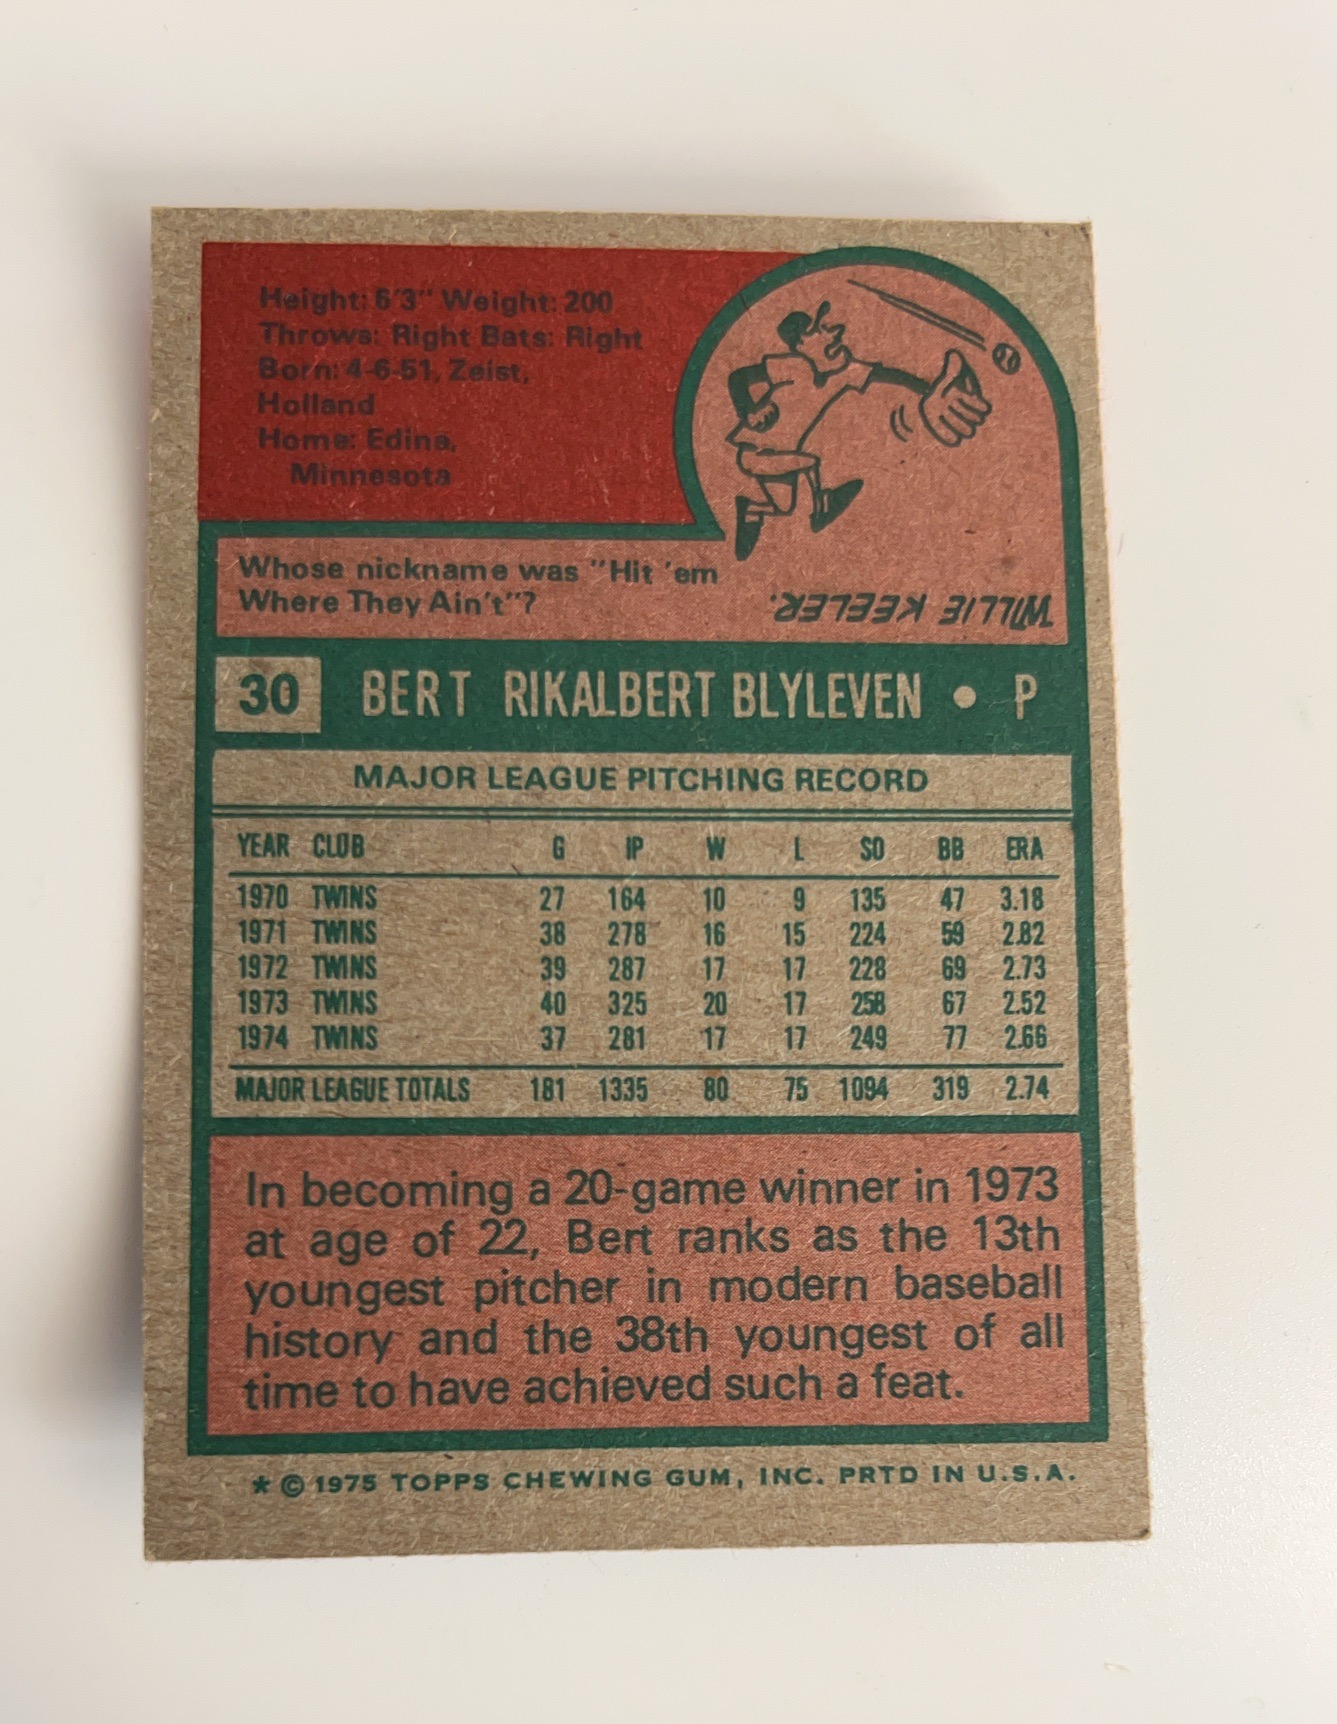 Height: 6'3" Weight: 200
Throws: Right Bats: Right
Born: 4-6-51, Zeist,
Holland
Home: Edina,
Minnesota
Whose nickname was "Hit 'em
Where They Ain't"?
WILLIE KEELER.
30 BERT RIKALBERT BLYLEVEN • P
MAJOR LEAGUE PITCHING RECORD
YEAR CLUB G IP W L SO BB ERA
1970 TWINS 27 164 10 9 135 47 3.18
1971 TWINS 38 278 16 15 224 59 2.82
1972 TWINS 39 287 17 17 228 69 2.73
1973 TWINS 40 325 20 17 258 67 2.52
1974 TWINS 37 281 17 17 249 77 2.66
MAJOR LEAGUE TOTALS 181 1335 80 75 1094 319 2.74
In becoming a 20-game winner in 1973
at age of 22, Bert ranks as the 13th
youngest pitcher in modern baseball
history and the 38th youngest of all
time to have achieved such a feat.
* © 1975 TOPPS CHEWING GUM, INC. PRTD IN U.S.A.